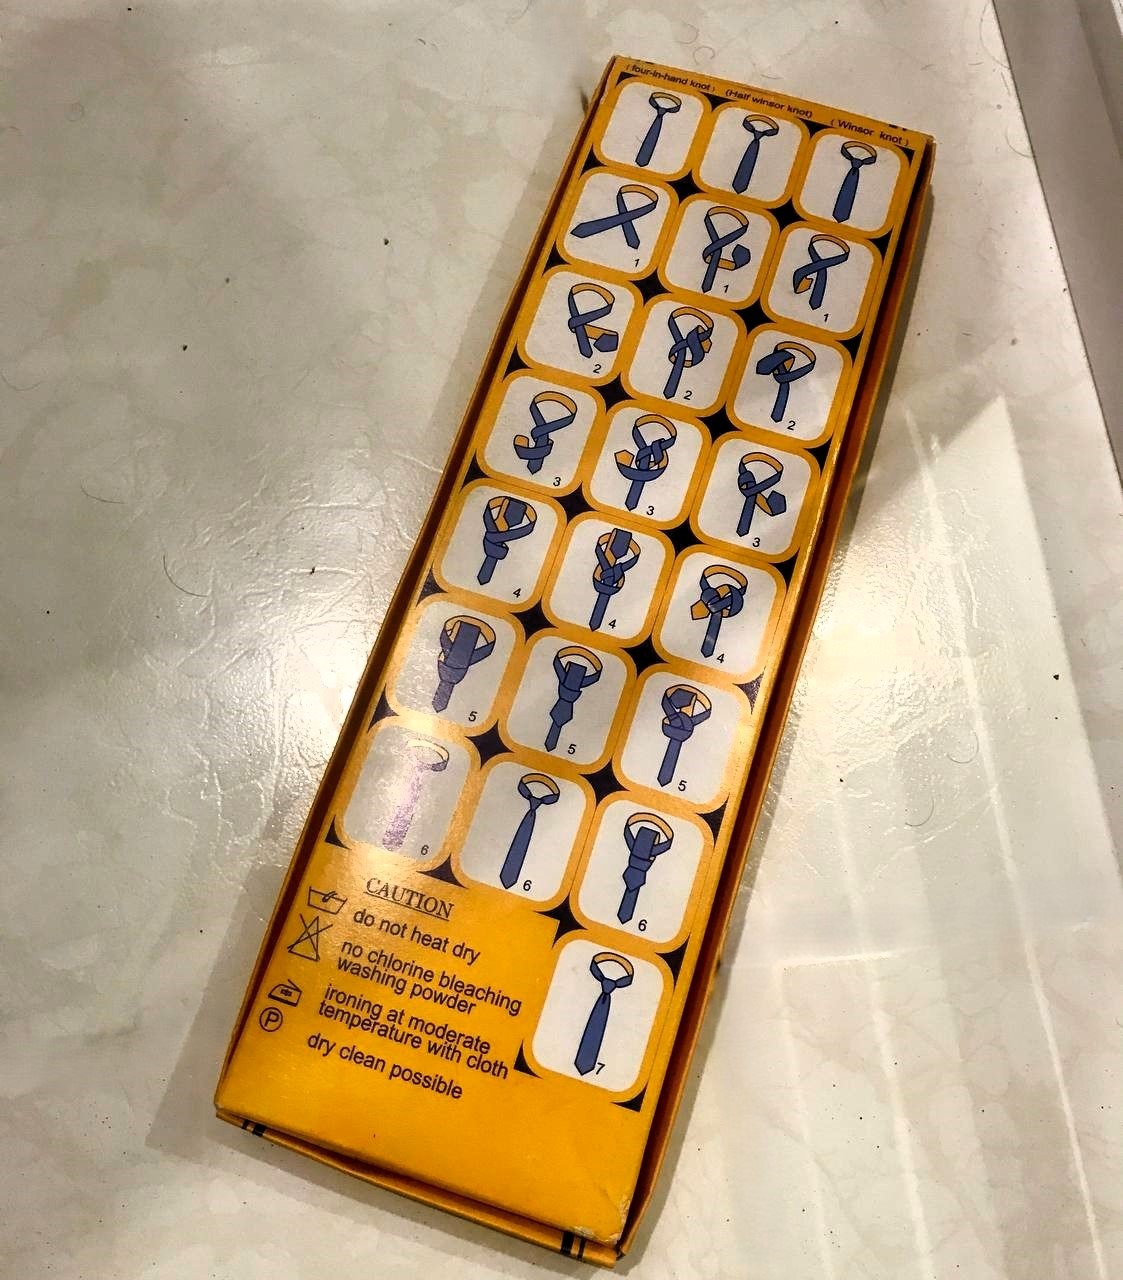 (four-in-hand knot) (Half winsor knot) (Winsor knot)
1 1 1
2 2 2
3 3 3
4 4 4
5 5 5
6 6 6
7
CAUTION
do not heat dry
no chlorine bleaching
washing powder
ironing at moderate
temperature with cloth
P
dry clean possible